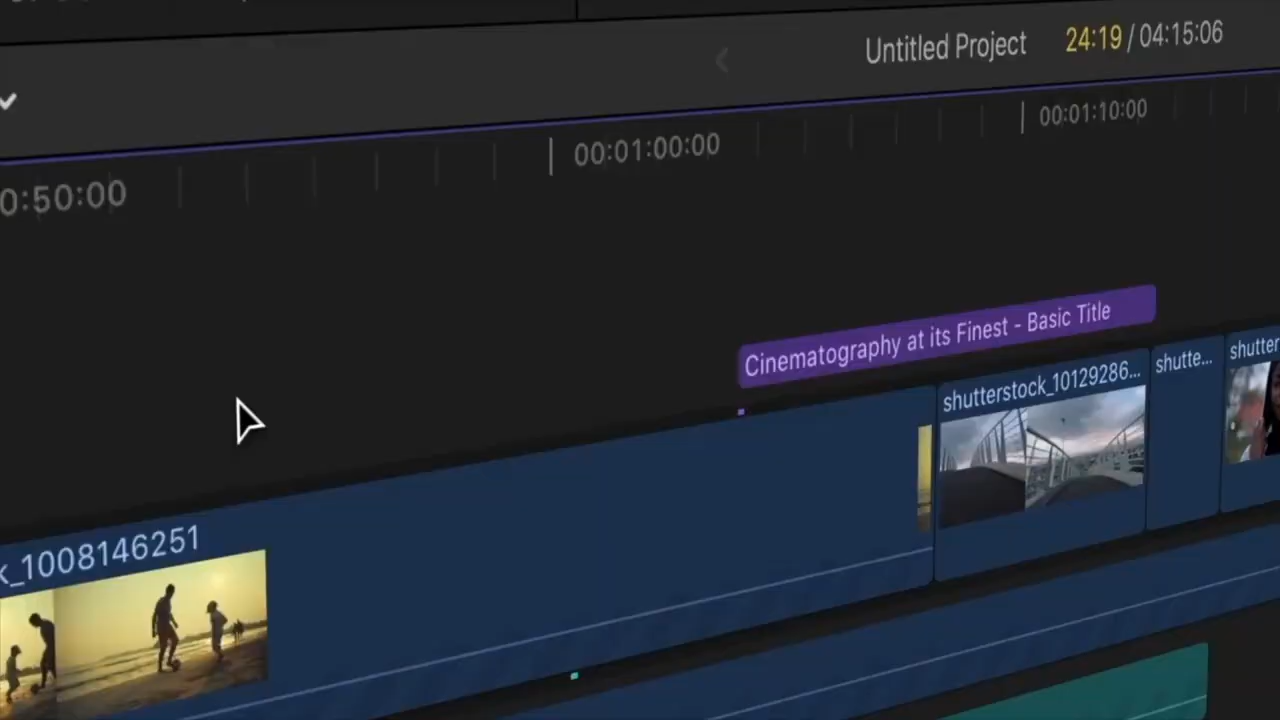 Untitled Project 24:19 / 04:15:06
0:50:00 00:01:00:00 00:01:10:00
Cinematography at its Finest - Basic Title
k_1008146251 shutterstock_10129286... shutte... shutter